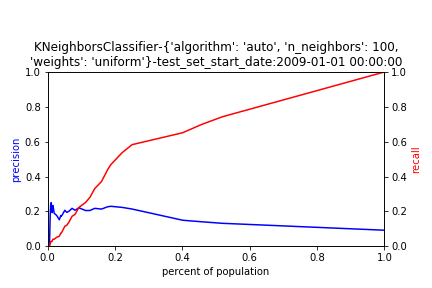 KNeighborsClassifier-{'algorithm': 'auto', 'n_neighbors': 100,
'weights': 'uniform'}-test_set_start_date:2009-01-01 00:00:00
1.0
0.8
0.6
0.4
0.2
0.0
precision
1.0
0.8
0.6
0.4
0.2
0.0
recall
0.0 0.2 0.4 0.6 0.8 1.0
percent of population